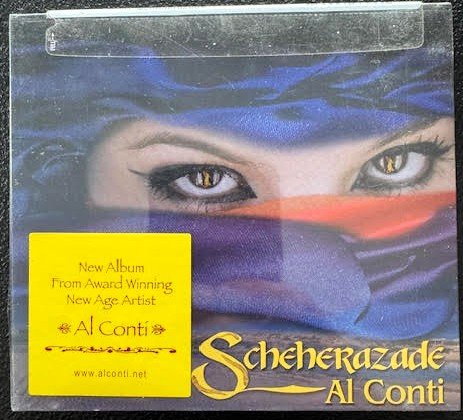 New Album
From Award Winning
New Age Artist
Al Conti
www.alconti.net
Scheherazade
Al Conti